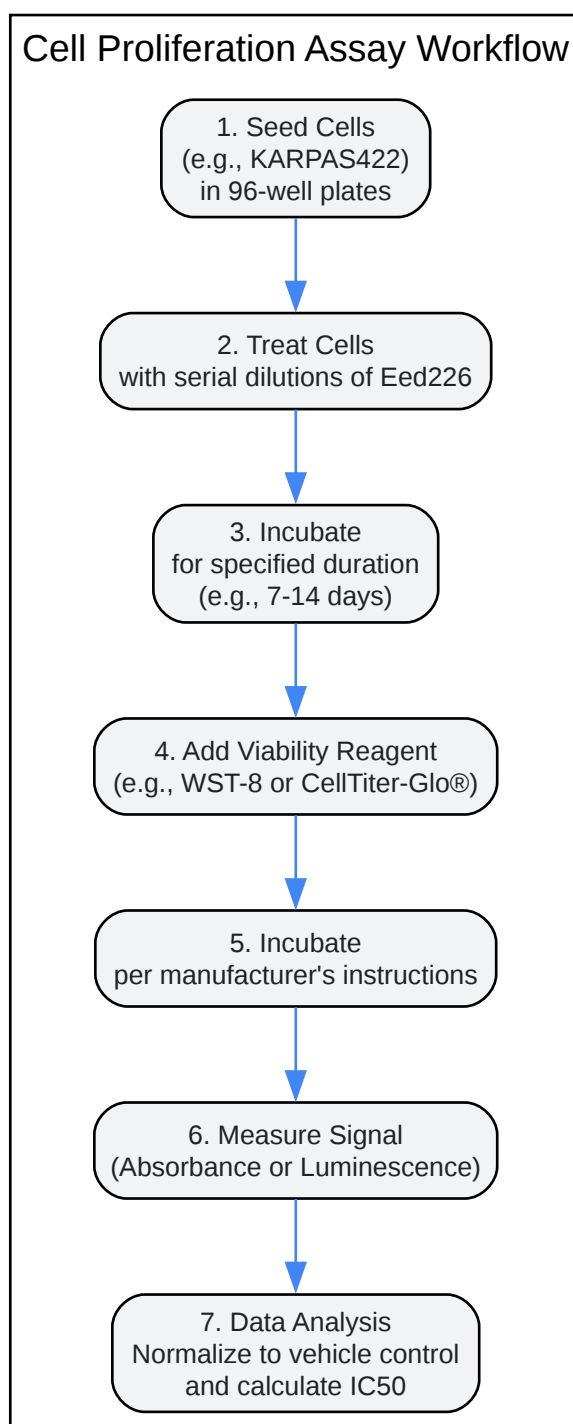 Cell Proliferation Assay Workflow
1. Seed Cells
(e.g., KARPAS422)
in 96-well plates
2. Treat Cells
with serial dilutions of Eed226
3. Incubate
for specified duration
(e.g., 7-14 days)
4. Add Viability Reagent
(e.g., WST-8 or CellTiter-Glo®)
5. Incubate
per manufacturer's instructions
6. Measure Signal
(Absorbance or Luminescence)
7. Data Analysis
Normalize to vehicle control
and calculate IC50